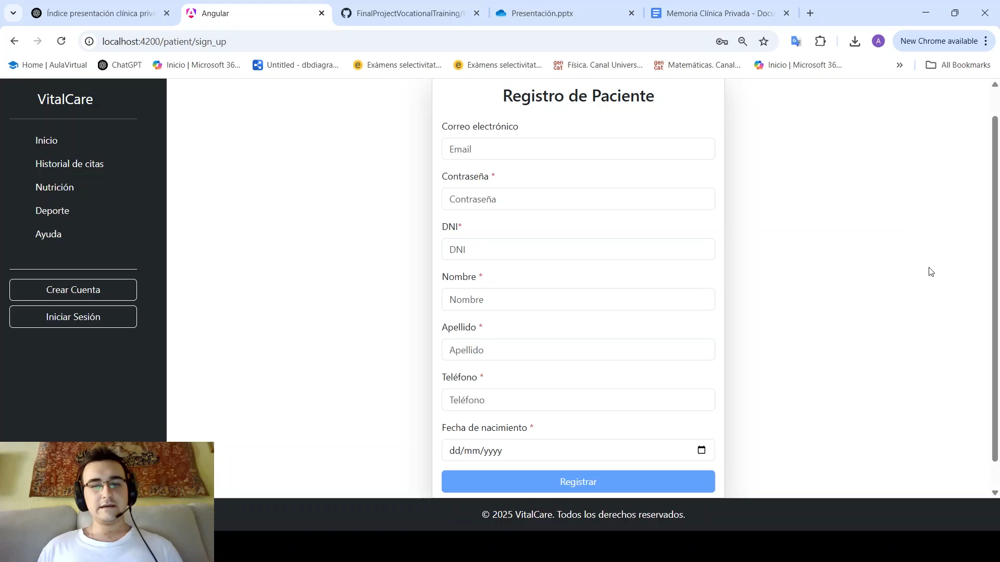 Índice presentación clínica priva
Angular
FinalProjectVocationalTraining/
Presentación.pptx
Memoria Clínica Privada - Docu
localhost:4200/patient/sign_up
A
New Chrome available
Home | AulaVirtual
ChatGPT
Inicio | Microsoft 36...
Untitled - dbdiagra...
Exàmens selectivitat...
Exàmens selectivitat...
gen cat
Física. Canal Univers...
gen cat
Matemáticas. Canal...
Inicio | Microsoft 36...
»
All Bookmarks
VitalCare
Inicio
Historial de citas
Nutrición
Deporte
Ayuda
Crear Cuenta
Iniciar Sesión
Registro de Paciente
Correo electrónico
Email
Contraseña *
Contraseña
DNI*
DNI
Nombre *
Nombre
Apellido *
Apellido
Teléfono *
Teléfono
Fecha de nacimiento *
dd/mm/yyyy
Registrar
© 2025 VitalCare. Todos los derechos reservados.